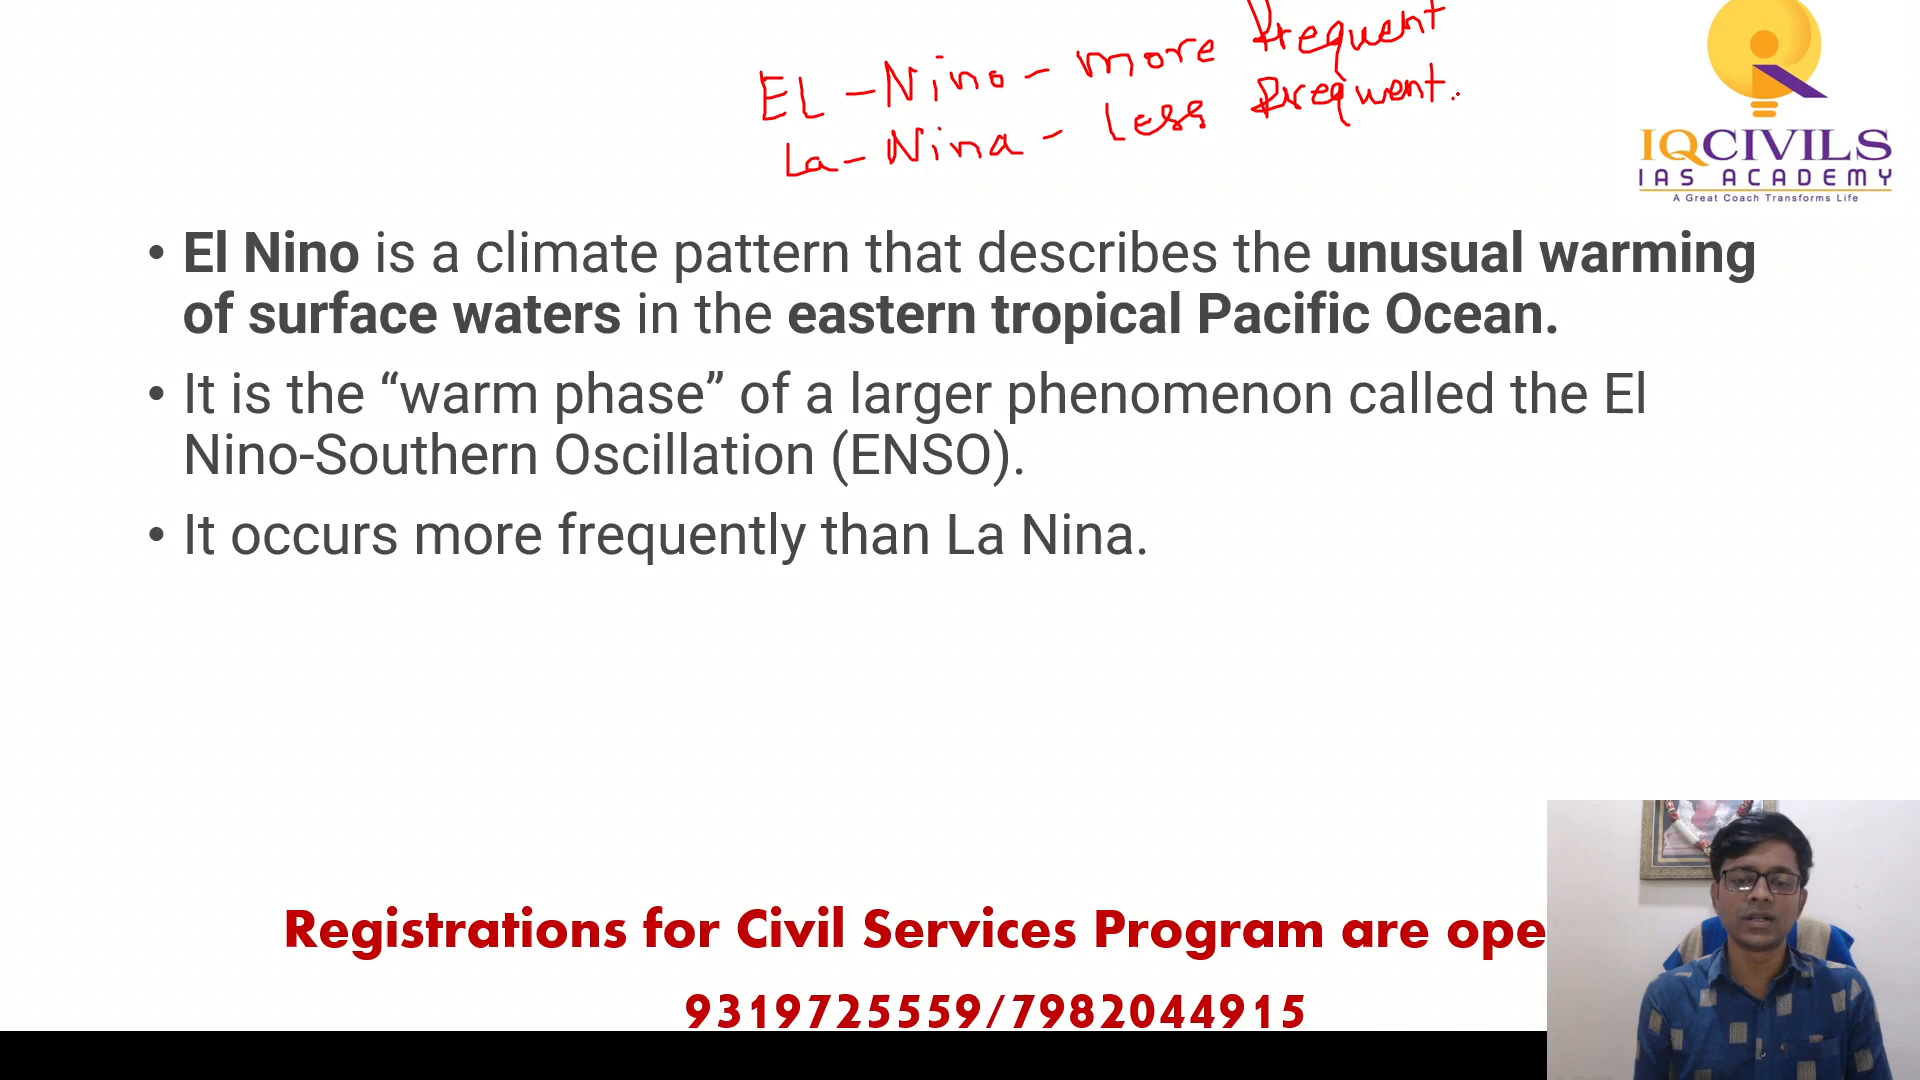 EL-Nino - more frequent
La-Nina - less frequent.
IQCIVILS
IAS ACADEMY
A Great Coach Transforms Life
• El Nino is a climate pattern that describes the unusual warming
of surface waters in the eastern tropical Pacific Ocean.
• It is the “warm phase” of a larger phenomenon called the El
Nino-Southern Oscillation (ENSO).
• It occurs more frequently than La Nina.
Registrations for Civil Services Program are ope
9319725559/7982044915